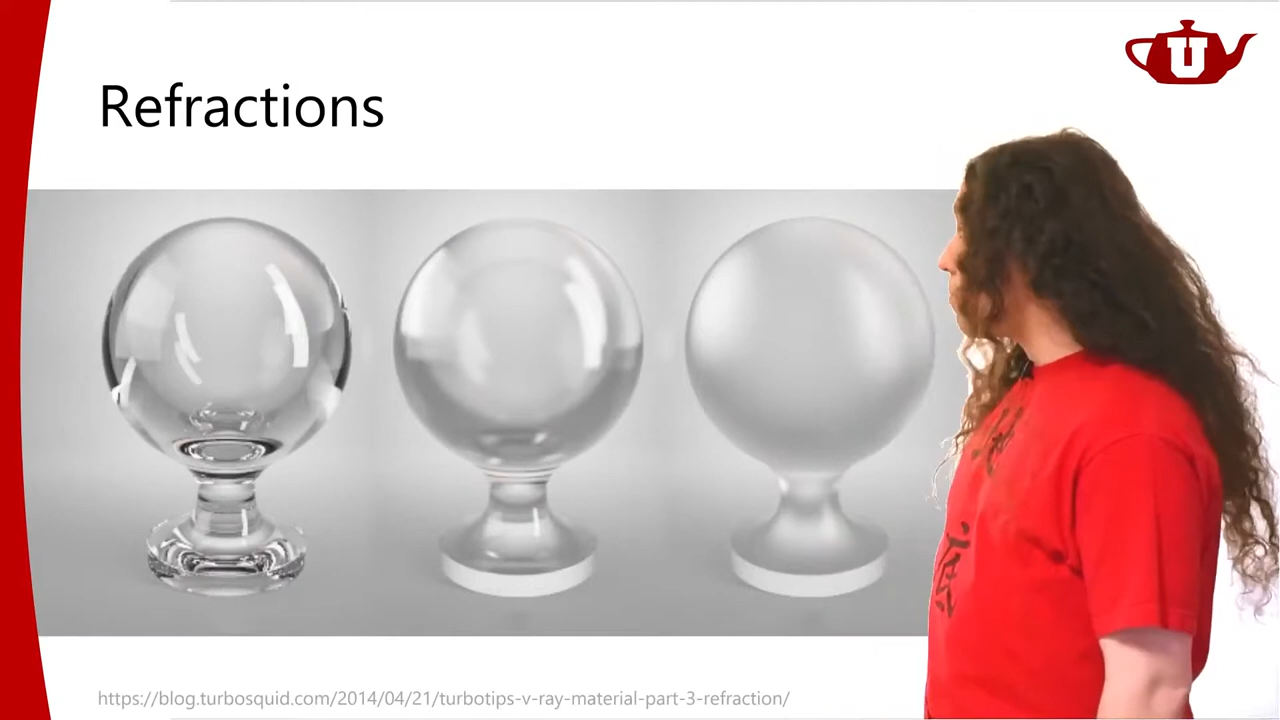 U
Refractions
https://blog.turbosquid.com/2014/04/21/turbotips-v-ray-material-part-3-refraction/